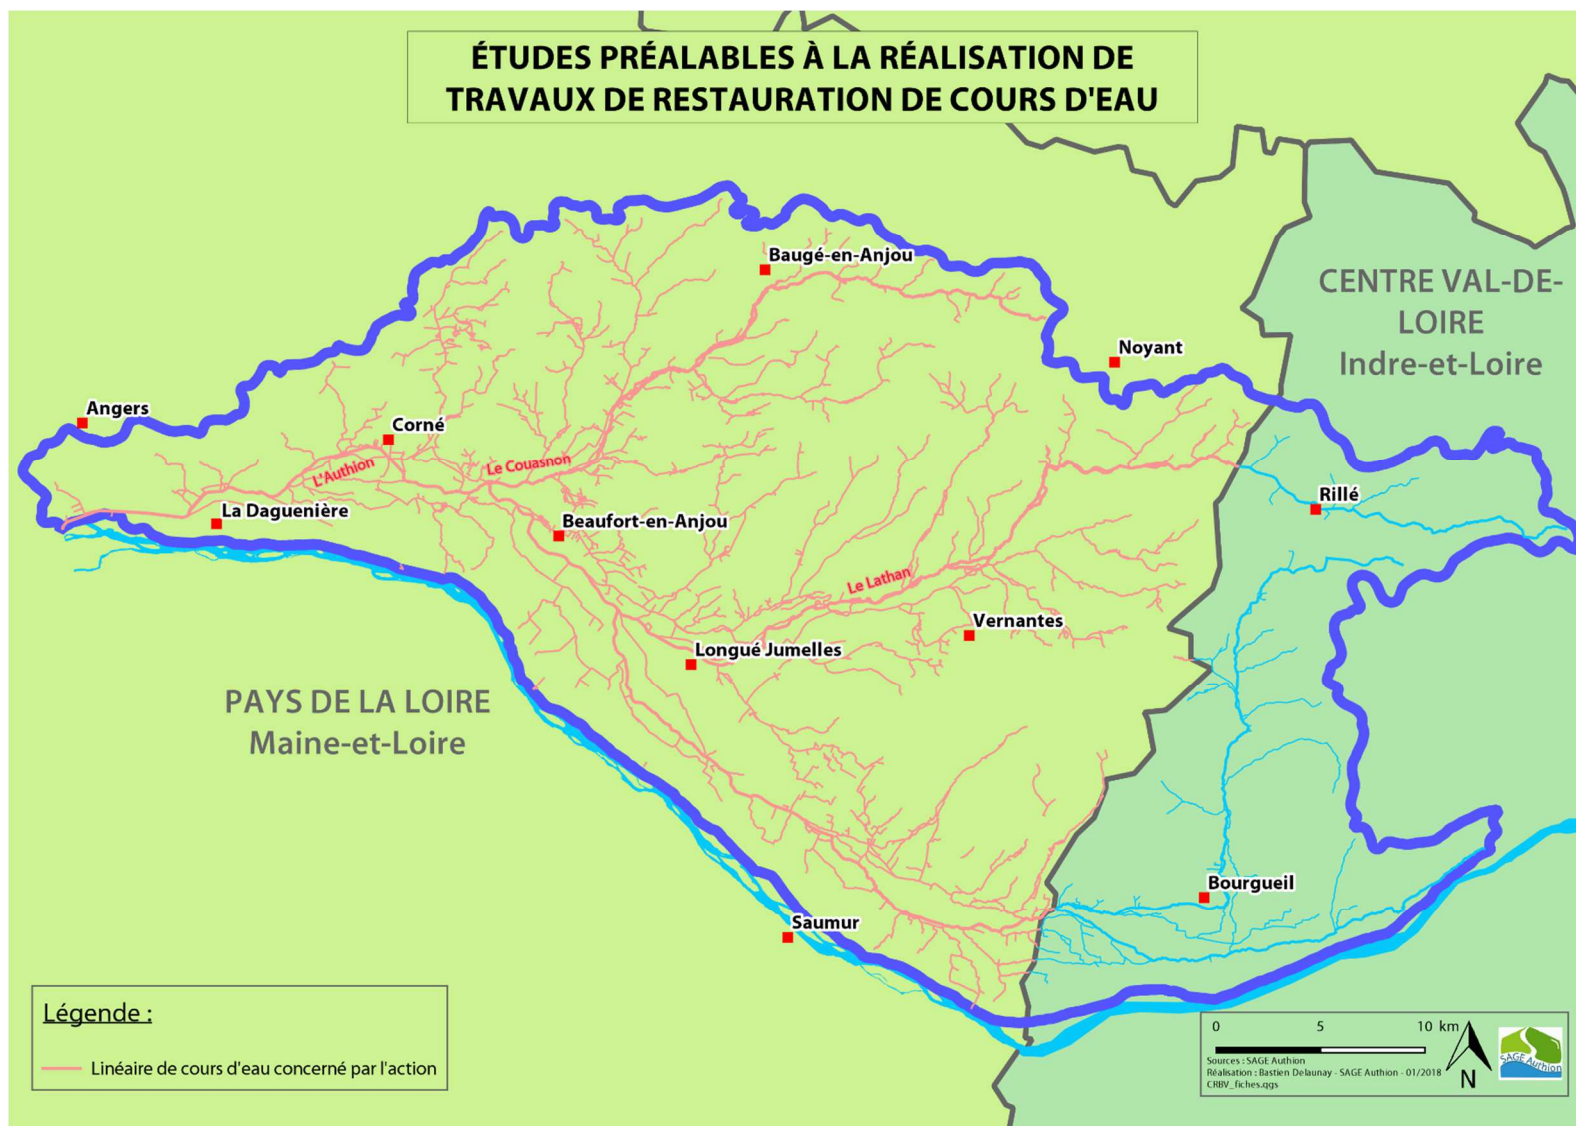 ÉTUDES PRÉALABLES À LA RÉALISATION DE
TRAVAUX DE RESTAURATION DE COURS D'EAU
Baugé-en-Anjou
CENTRE VAL-DE-
LOIRE
Indre-et-Loire
Noyant
Angers
Corné
Le Couasnon
L'Authion
Rillé
La Daguenière
Beaufort-en-Anjou
Le Lathan
Vernantes
Longué Jumelles
PAYS DE LA LOIRE
Maine-et-Loire
Bourgueil
Saumur
Légende :
Linéaire de cours d'eau concerné par l'action
0 5 10 km
Sources : SAGE Authion
Réalisation : Bastien Delaunay - SAGE Authion - 01/2018
CRBV_fiches.qgs
N
SAGE Authion